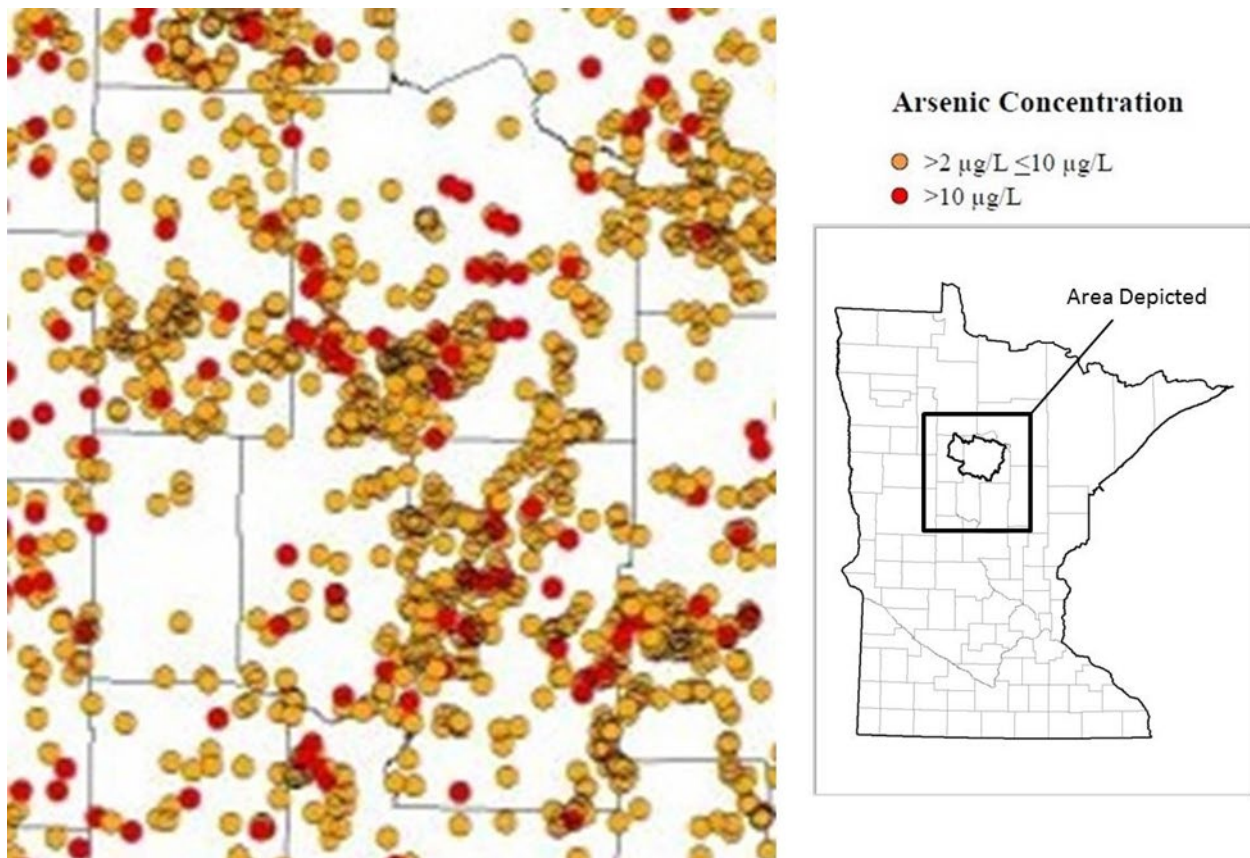 Arsenic Concentration
>2 µg/L ≤10 µg/L
>10 µg/L
Area Depicted